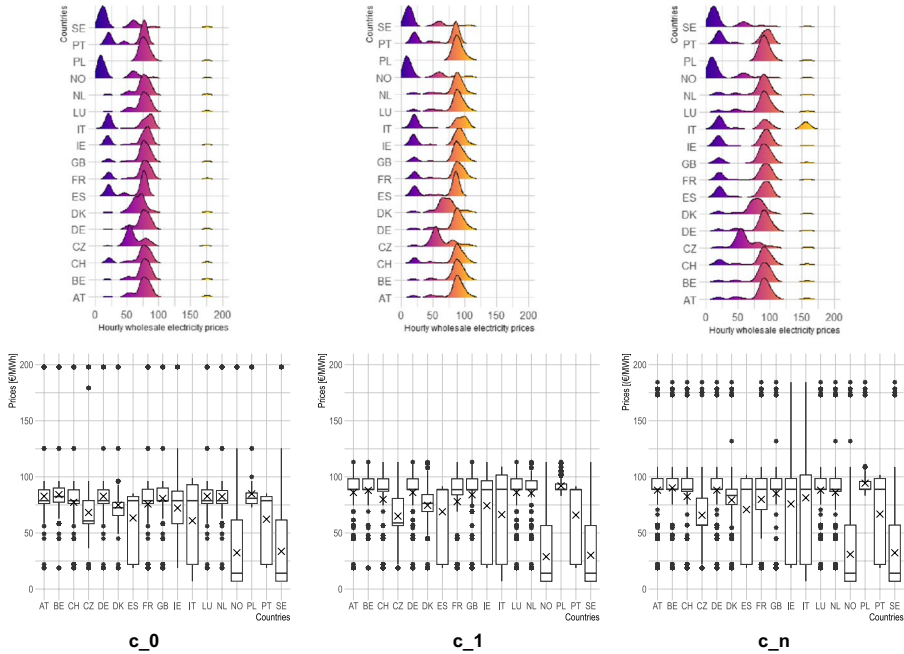 Countries
SE
PT
PL
NO
NL
LU
IT
IE
GB
FR
ES
DK
DE
CZ
CH
BE
AT
0 50 100 150 200
Hourly wholesale electricity prices
Countries
SE
PT
PL
NO
NL
LU
IT
IE
GB
FR
ES
DK
DE
CZ
CH
BE
AT
0 50 100 150 200
Hourly wholesale electricity prices
Countries
SE
PT
PL
NO
NL
LU
IT
IE
GB
FR
ES
DK
DE
CZ
CH
BE
AT
0 50 100 150 200
Hourly wholesale electricity prices
Prices [€/MWh]
200
150
100
50
0
AT BE CH CZ DE DK ES FR GB IE IT LU NL NO PL PT SE
Countries
c_0
Prices [€/MWh]
200
150
100
50
0
AT BE CH CZ DE DK ES FR GB IE IT LU NL NO PL PT SE
Countries
c_1
Prices [(€/MWh]
200
150
100
50
0
AT BE CH CZ DE DK ES FR GB IE IT LU NL NO PL PT SE
Countries
c_n